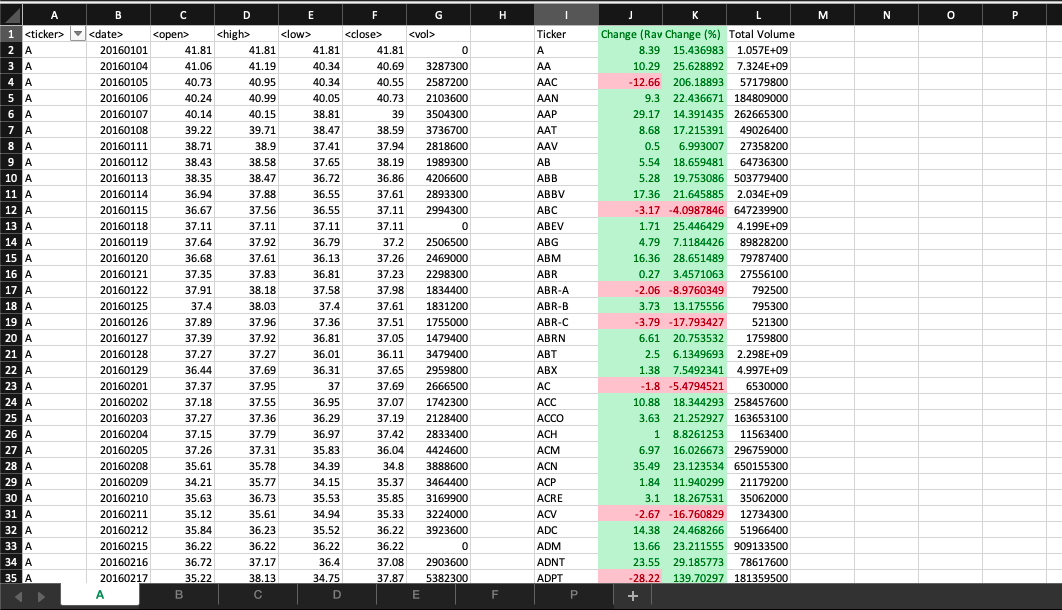 A B C D E F G H I J K L M N O P
1 <ticker> <date> <open> <high> <low> <close> <vol> Ticker Change (Rav Change (%) Total Volume
2 A 20160101 41.81 41.81 41.81 41.81 0 A 8.39 15.436983 1.057E+09
3 A 20160104 41.06 41.19 40.34 40.69 3287300 AA 10.29 25.628892 7.324E+09
4 A 20160105 40.73 40.95 40.34 40.55 2587200 AAC -12.66 206.18893 57179800
5 A 20160106 40.24 40.99 40.05 40.73 2103600 AAN 9.3 22.436671 184809000
6 A 20160107 40.14 40.15 38.81 39 3504300 AAP 29.17 14.391435 262665300
7 A 20160108 39.22 39.71 38.47 38.59 3736700 AAT 8.68 17.215391 49026400
8 A 20160111 38.71 38.9 37.41 37.94 2818600 AAV 0.5 6.993007 27358200
9 A 20160112 38.43 38.58 37.65 38.19 1989300 AB 5.54 18.659481 64736300
10 A 20160113 38.35 38.47 36.72 36.86 4206600 ABB 5.28 19.753086 503779400
11 A 20160114 36.94 37.88 36.55 37.61 2893300 ABBV 17.36 21.645885 2.034E+09
12 A 20160115 36.67 37.56 36.55 37.11 2994300 ABC -3.17 -4.0987846 647239900
13 A 20160118 37.11 37.11 37.11 37.11 0 ABEV 1.71 25.446429 4.199E+09
14 A 20160119 37.64 37.92 36.79 37.2 2506500 ABG 4.79 7.1184426 89828200
15 A 20160120 36.68 37.61 36.13 37.26 2469000 ABM 16.36 28.651489 79787400
16 A 20160121 37.35 37.83 36.81 37.23 2298300 ABR 0.27 3.4571063 27556100
17 A 20160122 37.91 38.18 37.58 37.98 1834400 ABR-A -2.06 -8.9760349 792500
18 A 20160125 37.4 38.03 37.4 37.61 1831200 ABR-B 3.73 13.175556 795300
19 A 20160126 37.89 37.96 37.36 37.51 1755000 ABR-C -3.79 -17.793427 521300
20 A 20160127 37.39 37.92 36.81 37.05 1479400 ABRN 6.61 20.753532 1759800
21 A 20160128 37.27 37.27 36.01 36.11 3479400 ABT 2.5 6.1349693 2.298E+09
22 A 20160129 36.44 37.69 36.31 37.65 2959800 ABX 1.38 7.5492341 4.997E+09
23 A 20160201 37.37 37.95 37 37.69 2666500 AC -1.8 -5.4794521 6530000
24 A 20160202 37.18 37.55 36.95 37.07 1742300 ACC 10.88 18.344293 258457600
25 A 20160203 37.27 37.36 36.29 37.19 2128400 ACCO 3.63 21.252927 163653100
26 A 20160204 37.15 37.79 36.97 37.42 2833400 ACH 1 8.8261253 11563400
27 A 20160205 37.26 37.31 35.83 36.04 4424600 ACM 6.97 16.026673 296759000
28 A 20160208 35.61 35.78 34.39 34.8 3888600 ACN 35.49 23.123534 650155300
29 A 20160209 34.21 35.77 34.15 35.37 3464400 ACP 1.84 11.940299 21179200
30 A 20160210 35.63 36.73 35.53 35.85 3169900 ACRE 3.1 18.267531 35062000
31 A 20160211 35.12 35.61 34.94 35.33 3224000 ACV -2.67 -16.760829 12734300
32 A 20160212 35.84 36.23 35.52 36.22 3923600 ADC 14.38 24.468266 51966400
33 A 20160215 36.22 36.22 36.22 36.22 0 ADM 13.66 23.211555 909133500
34 A 20160216 36.72 37.17 36.4 37.08 2903600 ADNT 23.55 29.185773 78617600
35 A 20160217 35.22 38.13 34.75 37.87 5382300 ADPT -28.22 139.70297 181359500
A B C D E F P +